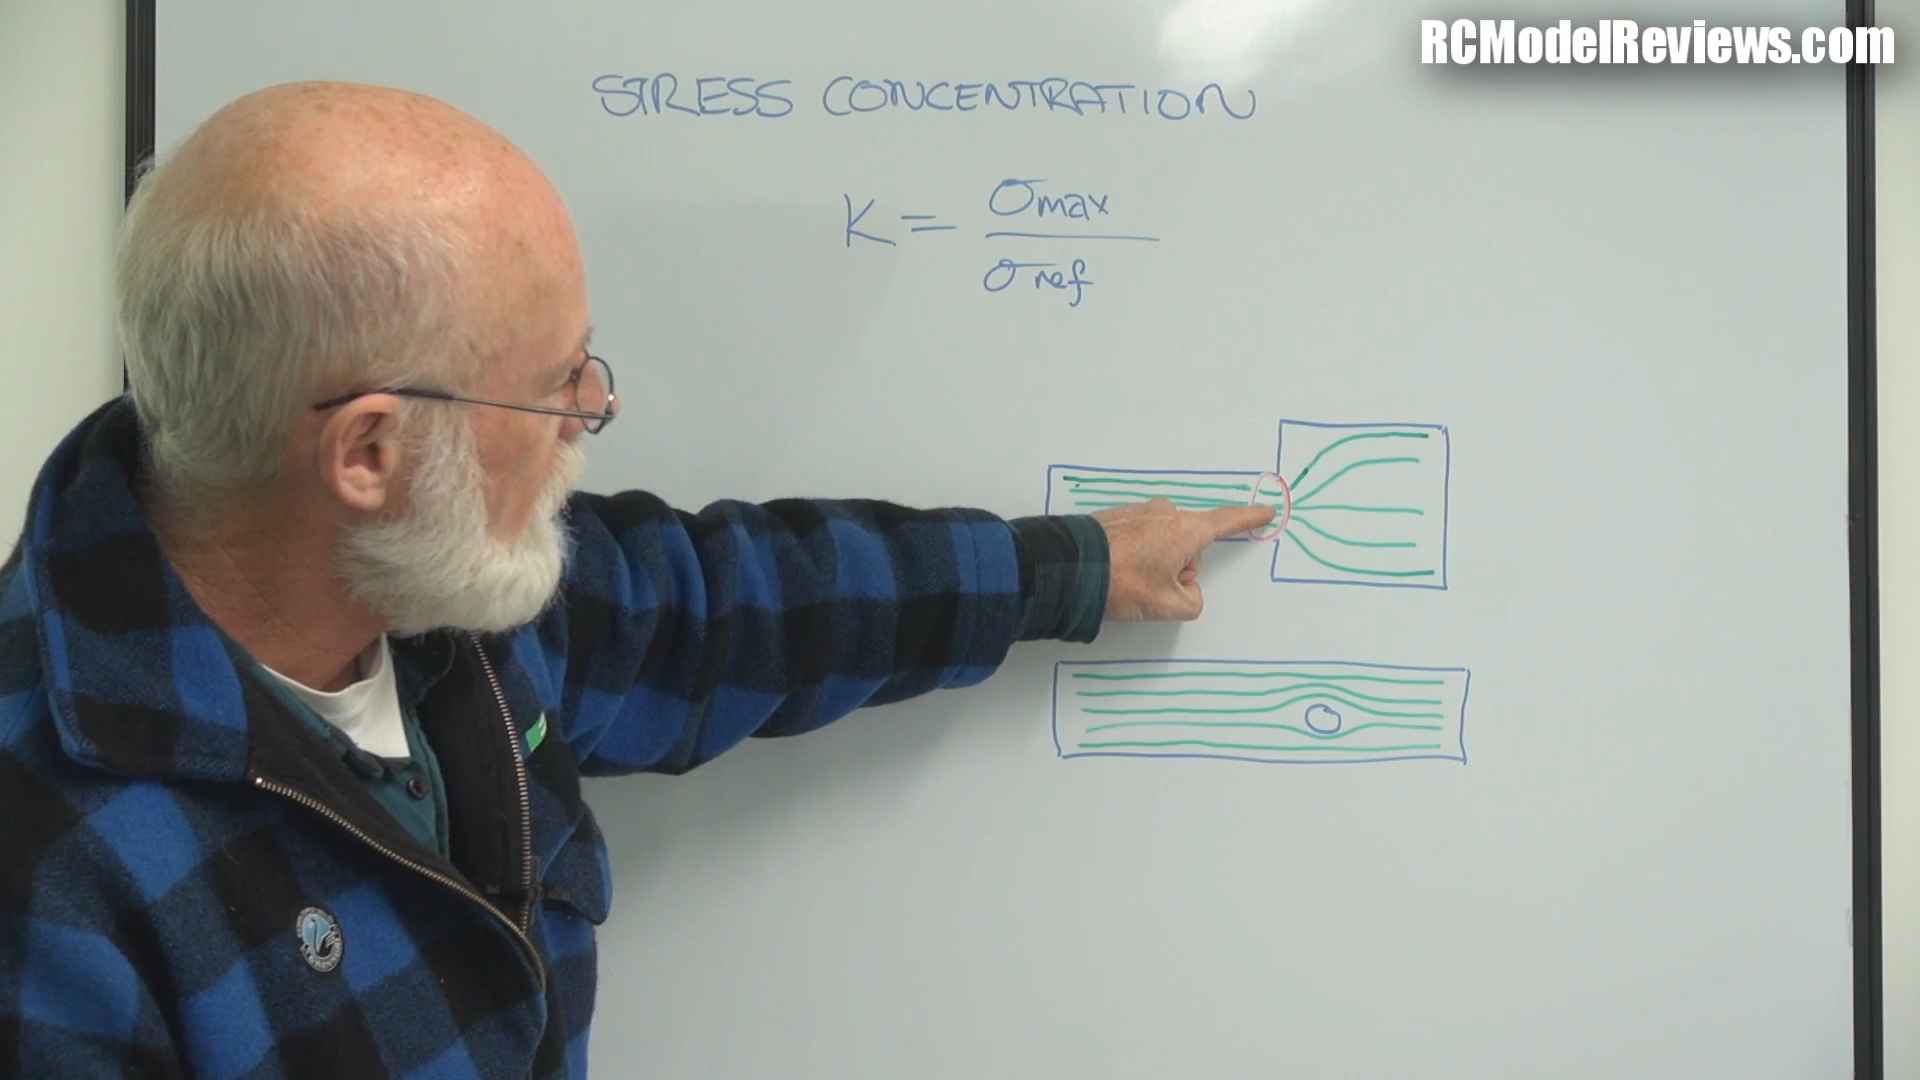 RCModelReviews.com
STRESS CONCENTRATION
K = σmax
σref